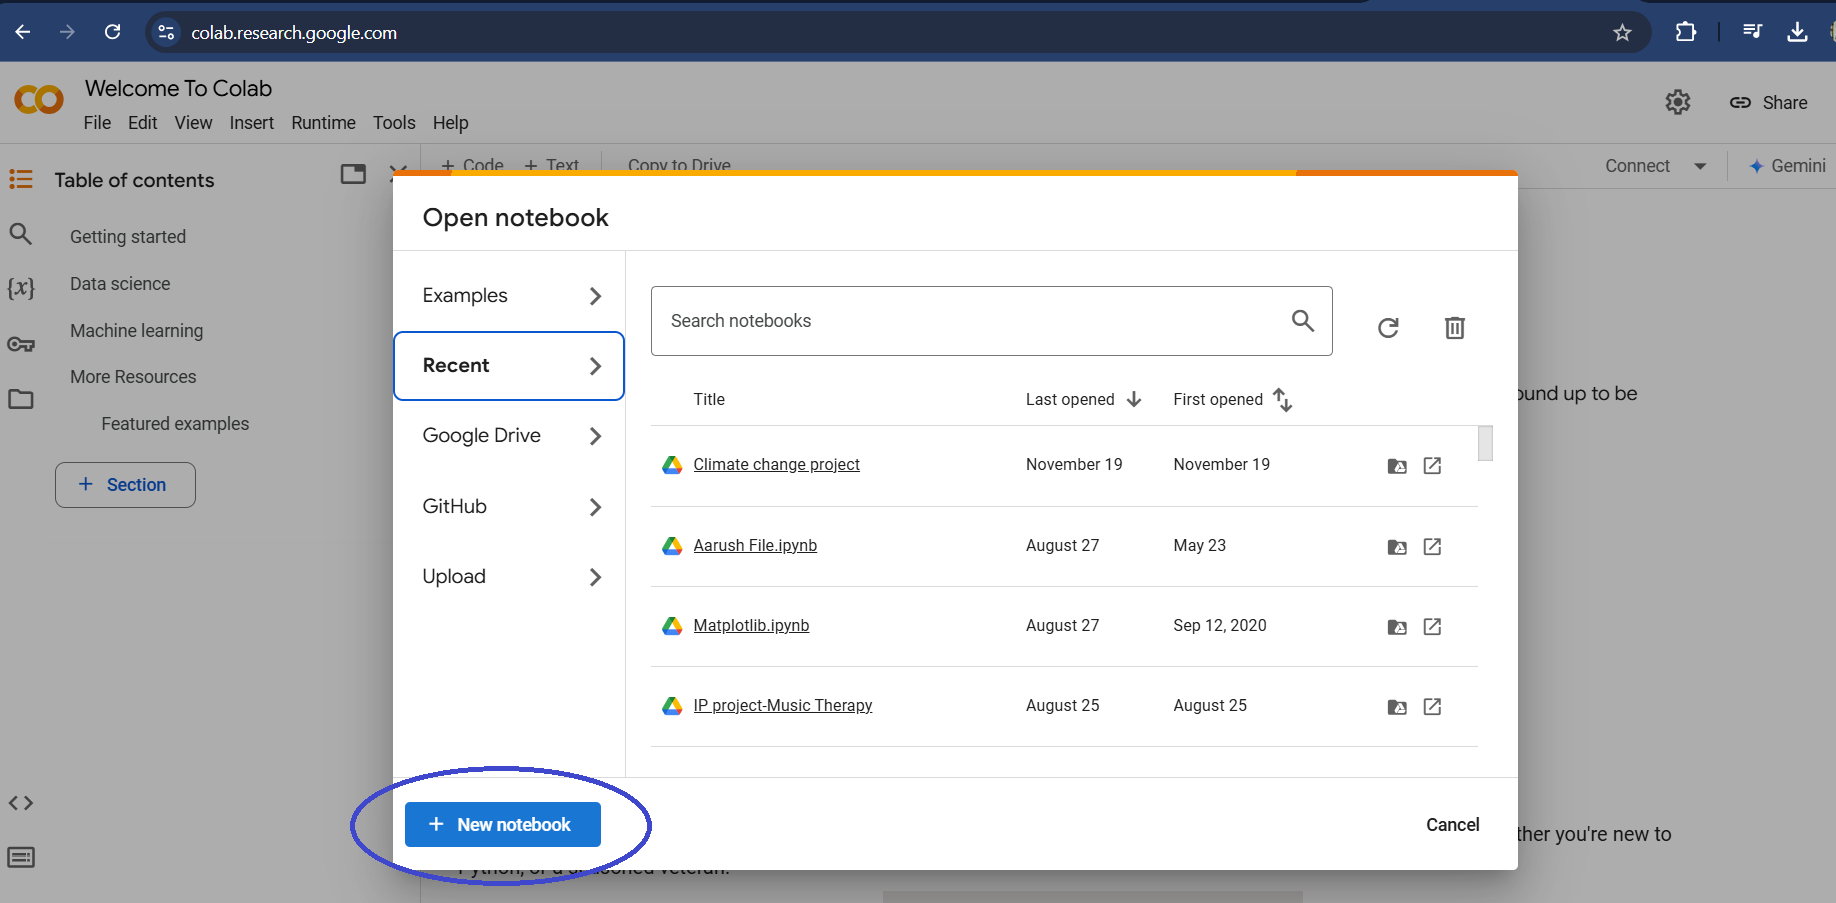 colab.research.google.com
Welcome To Colab
Share
File Edit View Insert Runtime Tools Help
Table of contents
+ Code + Text Copy to Drive
Connect
Gemini
Getting started
Data science
Machine learning
More Resources
Featured examples
+ Section
Open notebook
Examples
Recent
Google Drive
GitHub
Upload
Search notebooks
Title Last opened First opened
Climate change project November 19 November 19
Aarush File.ipynb August 27 May 23
Matplotlib.ipynb August 27 Sep 12, 2020
IP project-Music Therapy August 25 August 25
+ New notebook
Cancel
up to be
you're new to
Python, or a seasoned veteran.